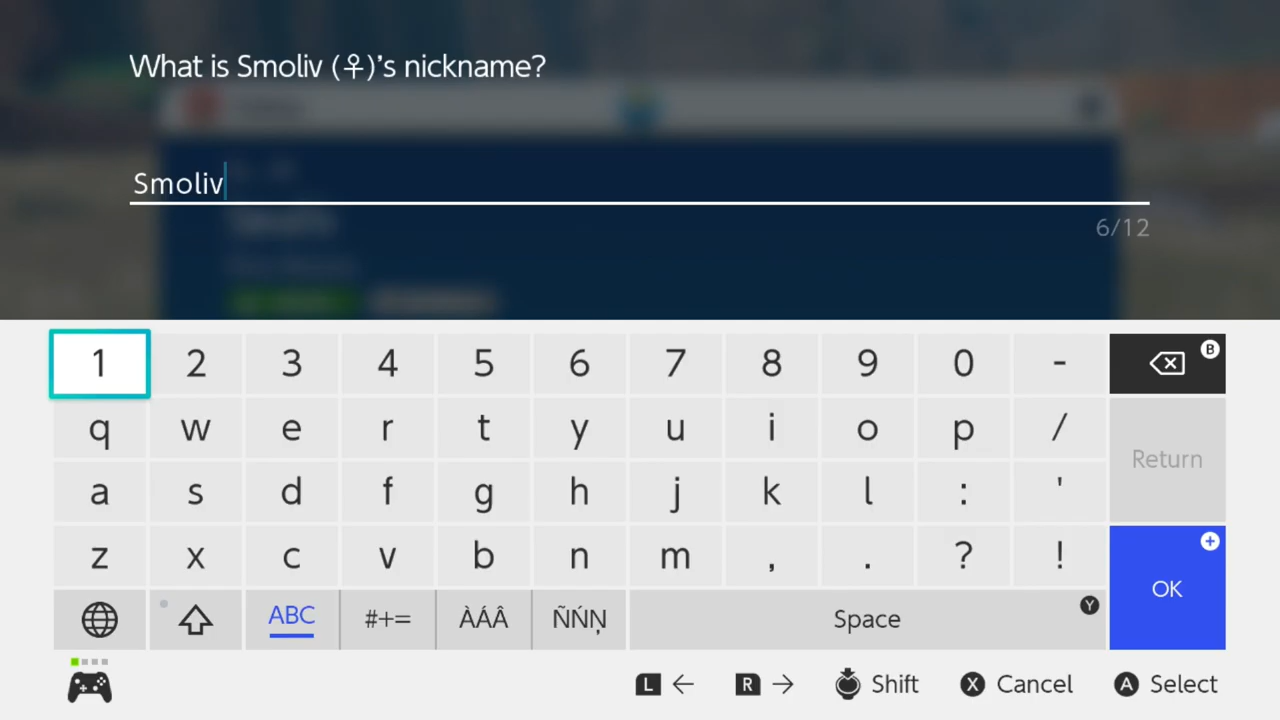 What is Smoliv (♀)'s nickname?
Smoliv
6/12
1 2 3 4 5 6 7 8 9 0 - B
q w e r t y u i o p /
Return
a s d f g h j k l : '
z x c v b n m , . ? ! +
OK
ABC #+= ÀÁÂ ÑŃŅ Space Y
L ← R → Shift X Cancel A Select